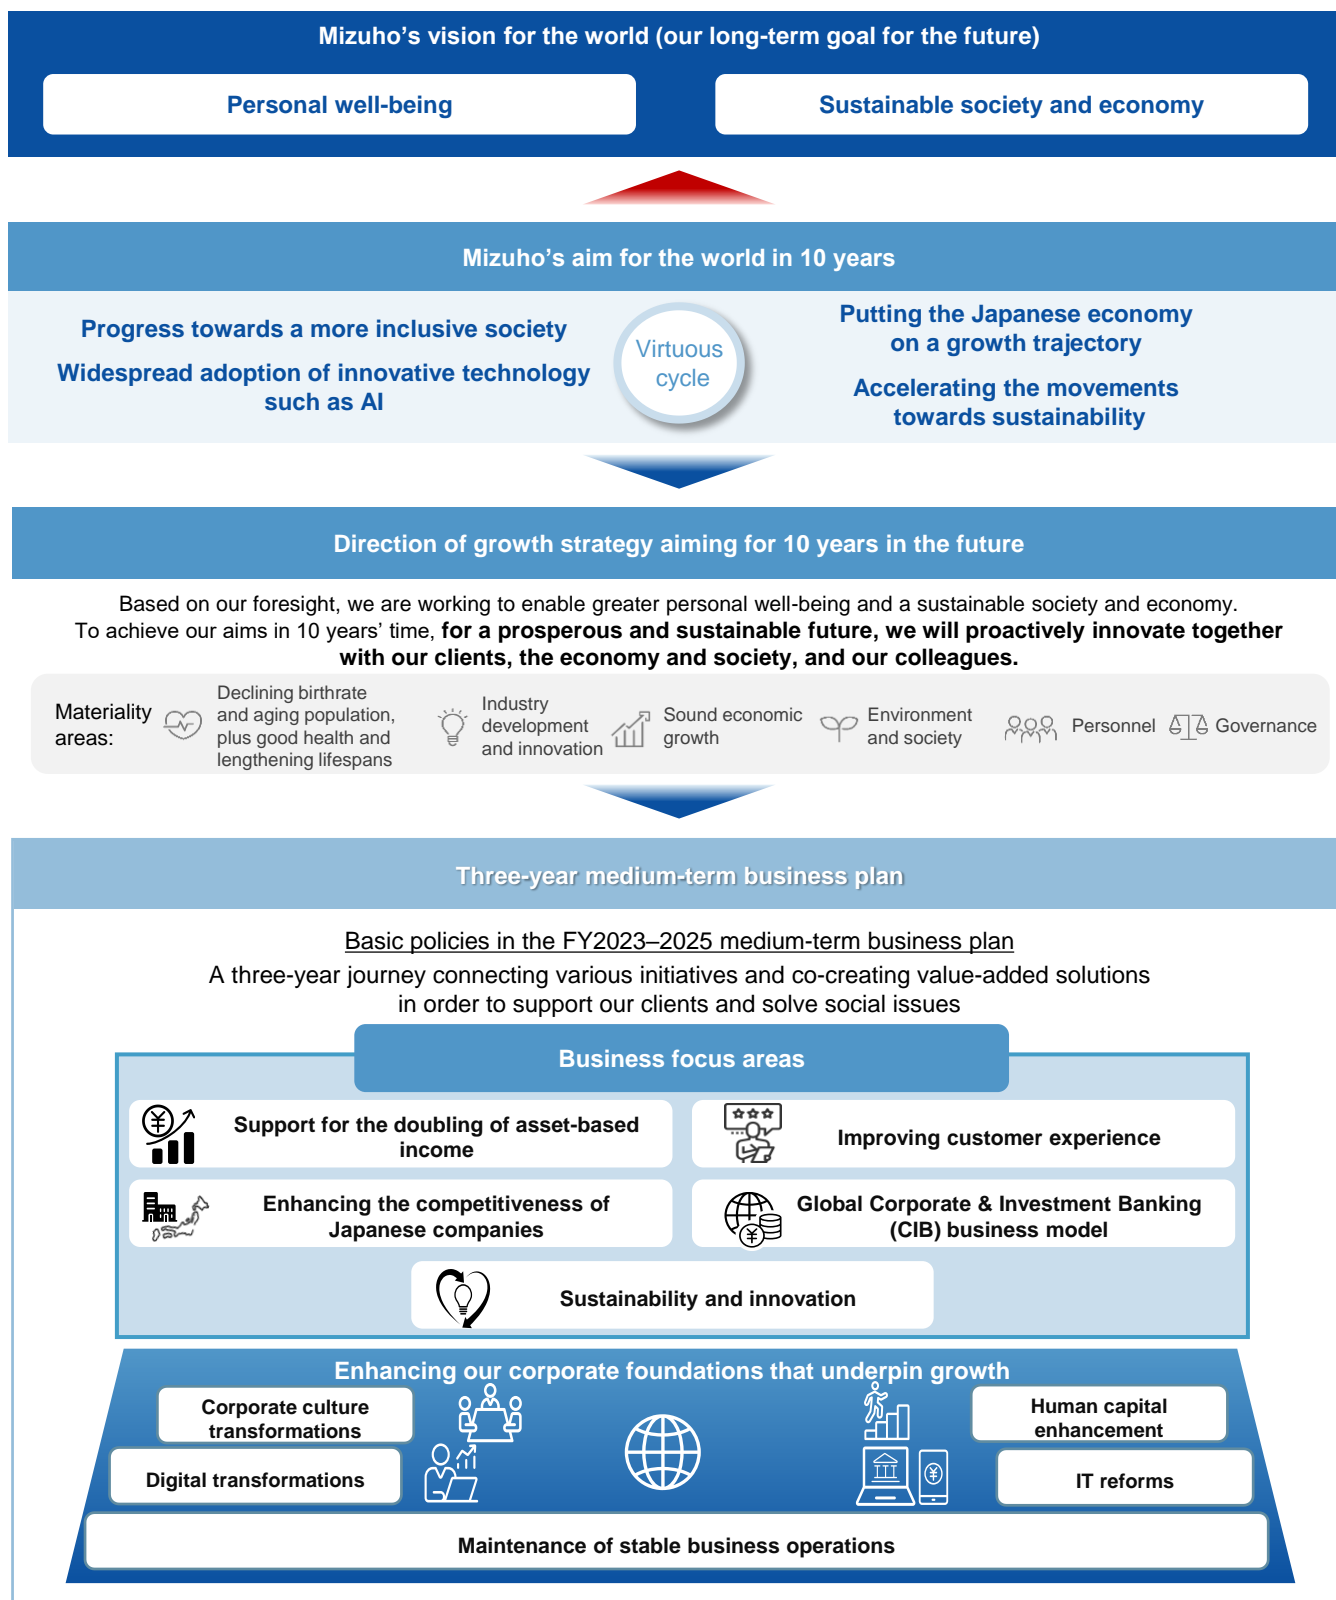 Mizuho’s vision for the world (our long-term goal for the future)
Personal well-being
Sustainable society and economy
Mizuho’s aim for the world in 10 years
Progress towards a more inclusive society
Widespread adoption of innovative technology
such as AI
Virtuous
cycle
Putting the Japanese economy
on a growth trajectory
Accelerating the movements
towards sustainability
Direction of growth strategy aiming for 10 years in the future
Based on our foresight, we are working to enable greater personal well-being and a sustainable society and economy.
To achieve our aims in 10 years’ time, for a prosperous and sustainable future, we will proactively innovate together
with our clients, the economy and society, and our colleagues.
Materiality
areas:
Declining birthrate
and aging population,
plus good health and
lengthening lifespans
Industry
development
and innovation
Sound economic
growth
Environment
and society
Personnel
Governance
Three-year medium-term business plan
Basic policies in the FY2023–2025 medium-term business plan
A three-year journey connecting various initiatives and co-creating value-added solutions
in order to support our clients and solve social issues
Business focus areas
Support for the doubling of asset-based
income
Improving customer experience
Enhancing the competitiveness of
Japanese companies
Global Corporate & Investment Banking
(CIB) business model
Sustainability and innovation
Enhancing our corporate foundations that underpin growth
Corporate culture
transformations
Human capital
enhancement
Digital transformations
IT reforms
Maintenance of stable business operations